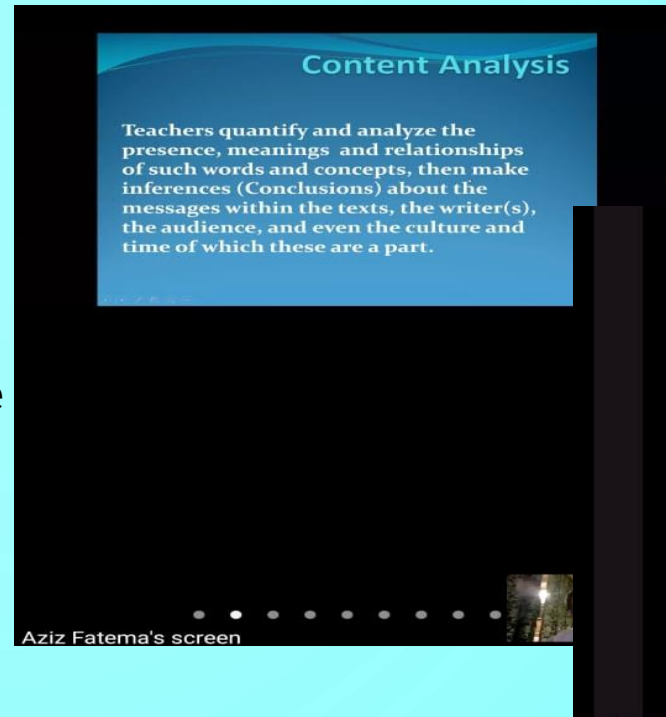 Content Analysis
Teachers quantify and analyze the
presence, meanings and relationships
of such words and concepts, then make
inferences (Conclusions) about the
messages within the texts, the writer(s),
the audience, and even the culture and
time of which these are a part.
e
Aziz Fatema's screen